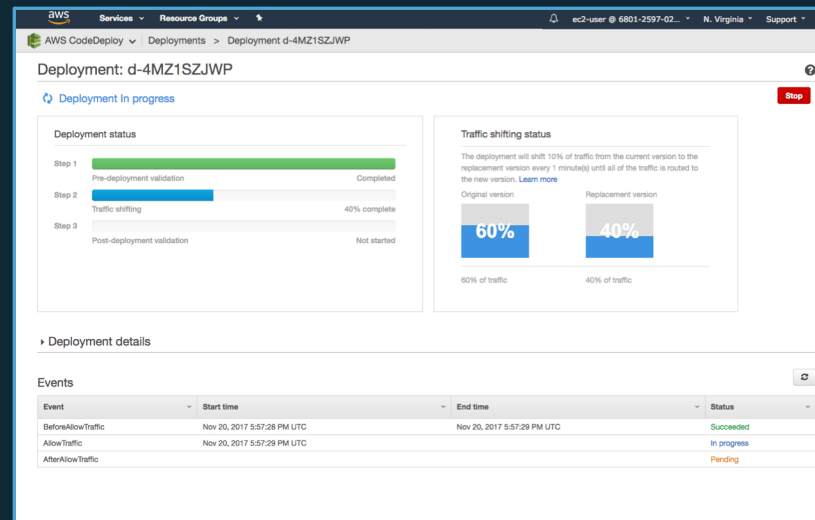 aws
Services
Resource Groups
ec2-user @ 6801-2597-02...
N. Virginia
Support
AWS CodeDeploy
Deployments > Deployment d-4MZ1SZJWP
Deployment: d-4MZ1SZJWP
Deployment In progress
Stop
Deployment status
Step 1
Pre-deployment validation
Completed
Step 2
Traffic shifting
40% complete
Step 3
Post-deployment validation
Not started
Traffic shifting status
The deployment will shift 10% of traffic from the current version to the
replacement version every 1 minute(s) until all of the traffic is routed to
the new version. Learn more
Original version
Replacement version
60%
40%
60% of traffic
40% of traffic
Deployment details
Events
Event
Start time
End time
Status
BeforeAllowTraffic
Nov 20, 2017 5:57:28 PM UTC
Nov 20, 2017 5:57:29 PM UTC
Succeeded
AllowTraffic
Nov 20, 2017 5:57:29 PM UTC
In progress
AfterAllowTraffic
Pending